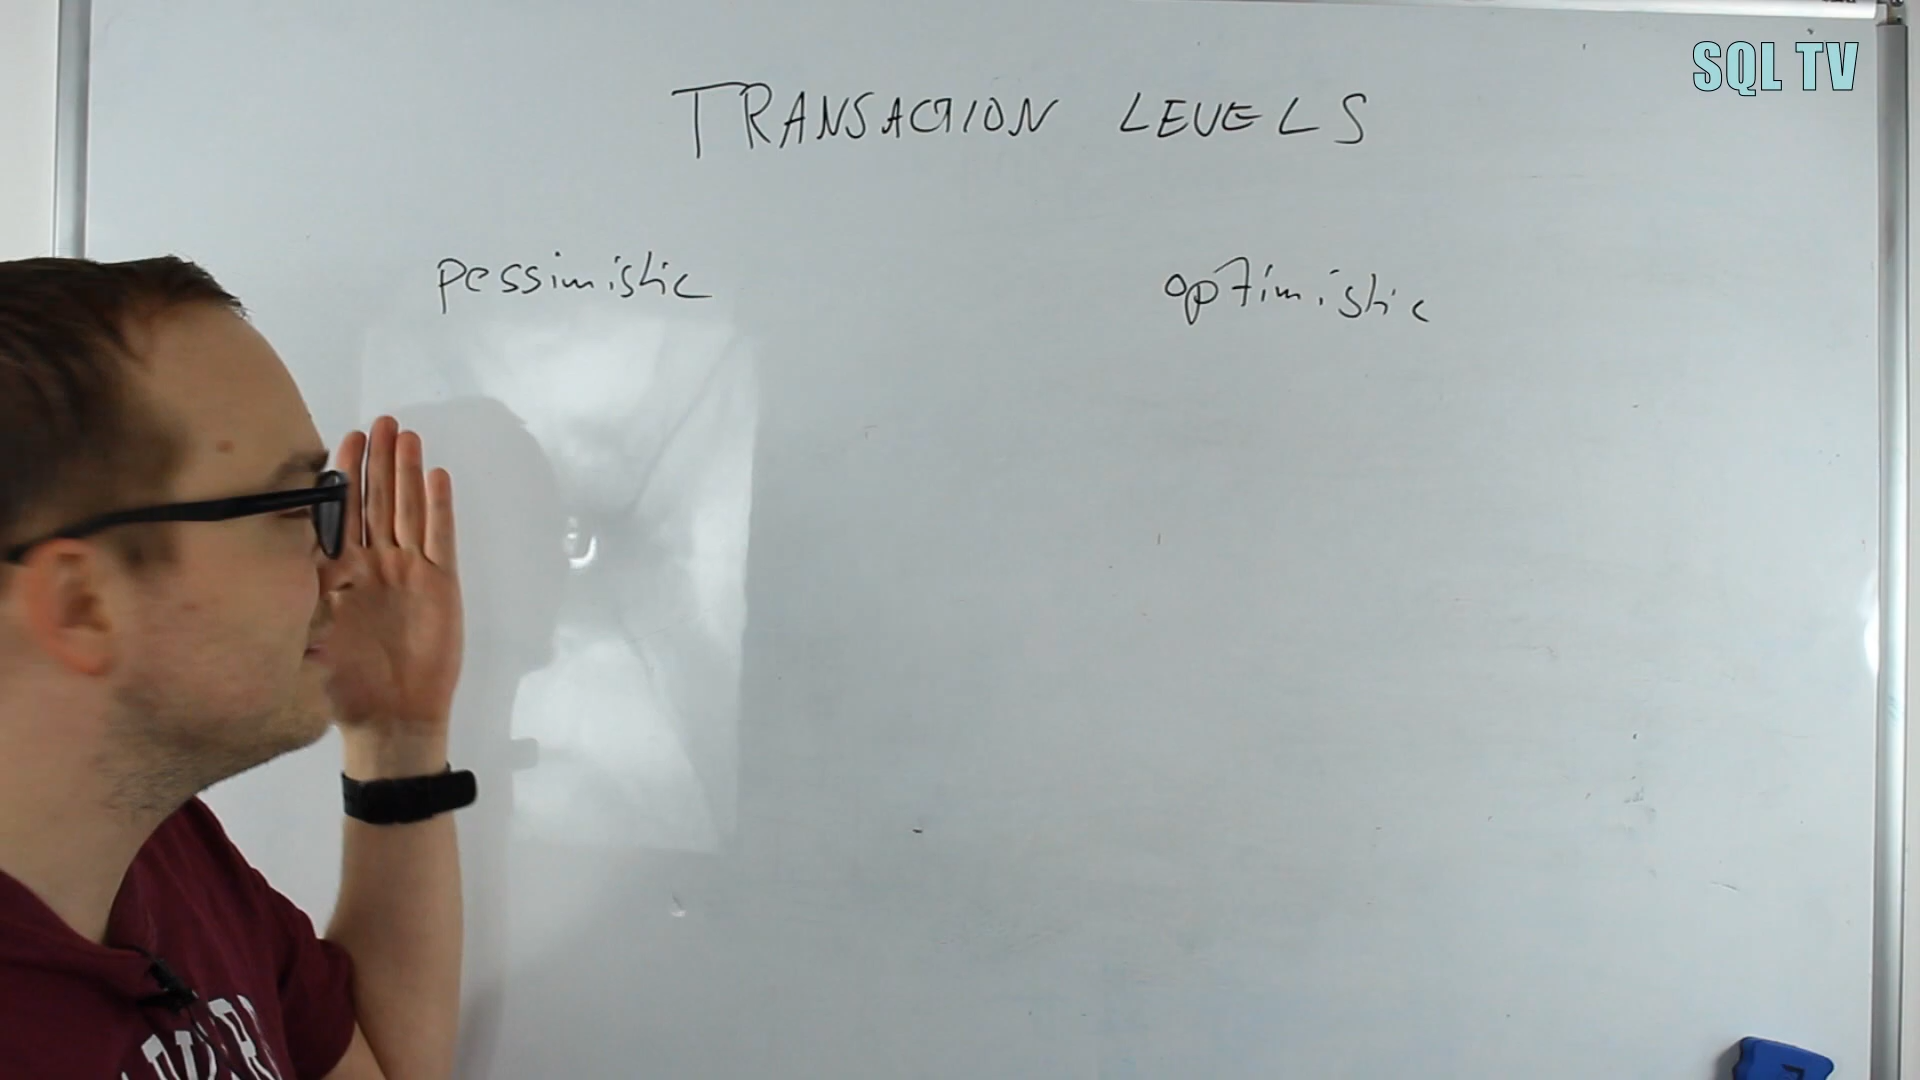 SQL TV
TRANSACTION LEVELS
pessimistic
optimistic